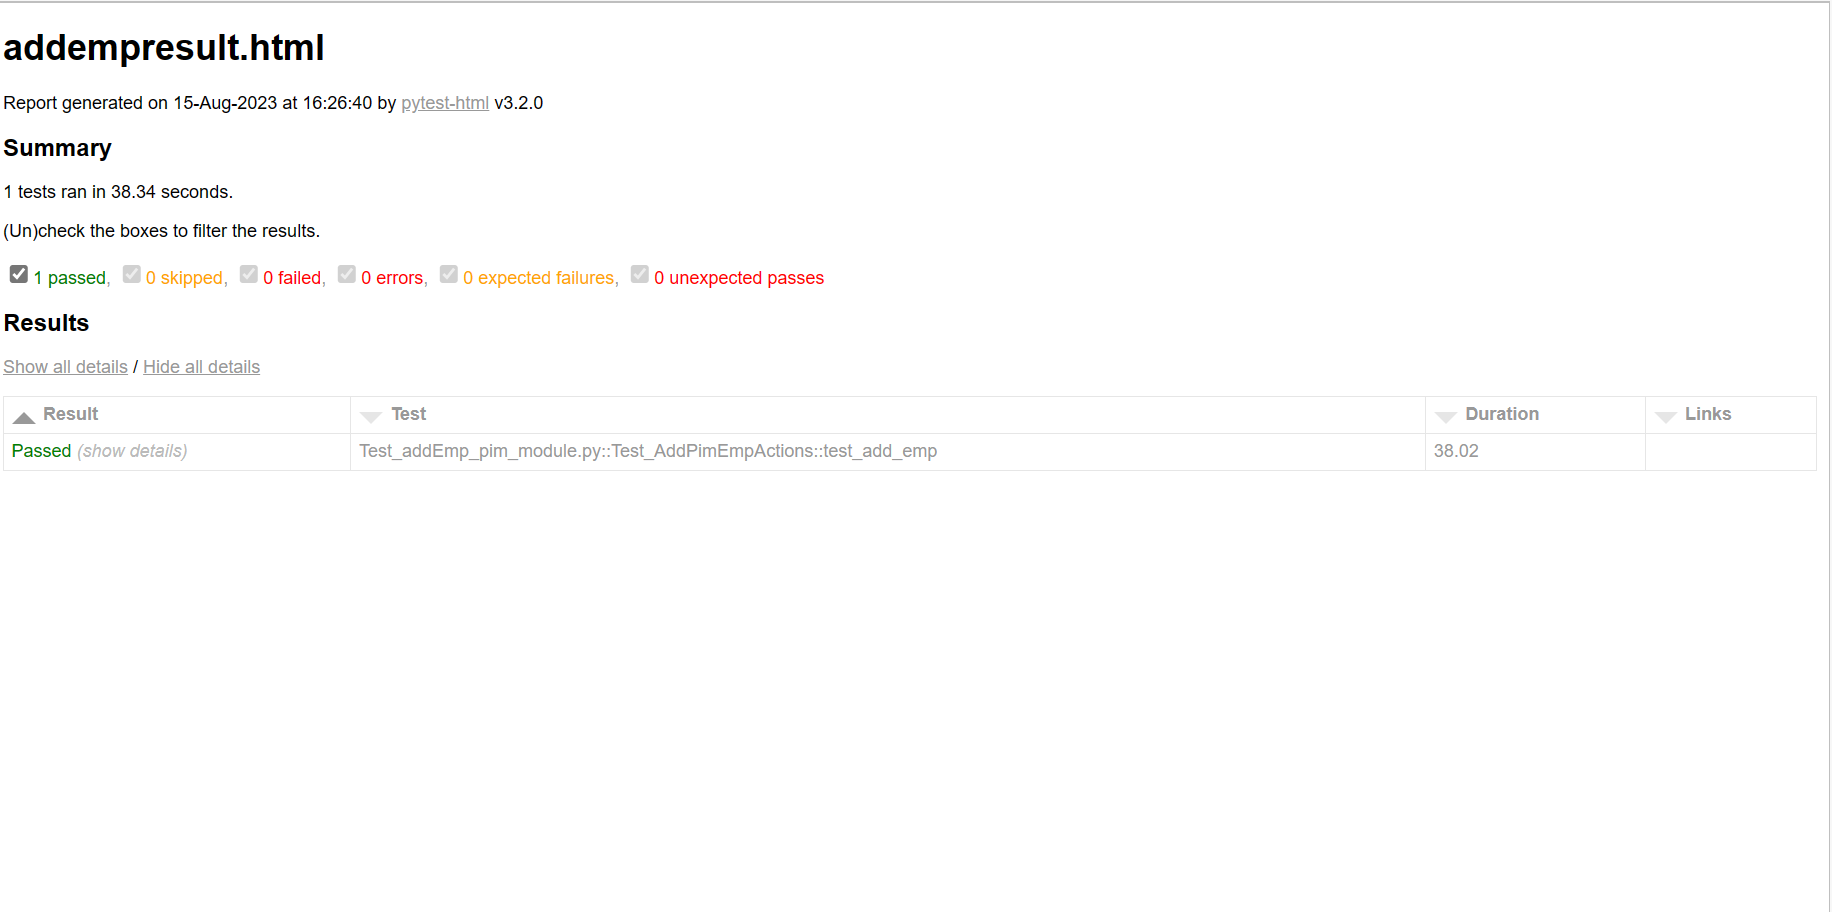 addempresult.html
Report generated on 15-Aug-2023 at 16:26:40 by pytest-html v3.2.0
Summary
1 tests ran in 38.34 seconds.
(Un)check the boxes to filter the results.
1 passed, 0 skipped, 0 failed, 0 errors, 0 expected failures, 0 unexpected passes
Results
Show all details / Hide all details
Result Test Duration Links
Passed (show details) Test_addEmp_pim_module.py::Test_AddPimEmpActions::test_add_emp 38.02